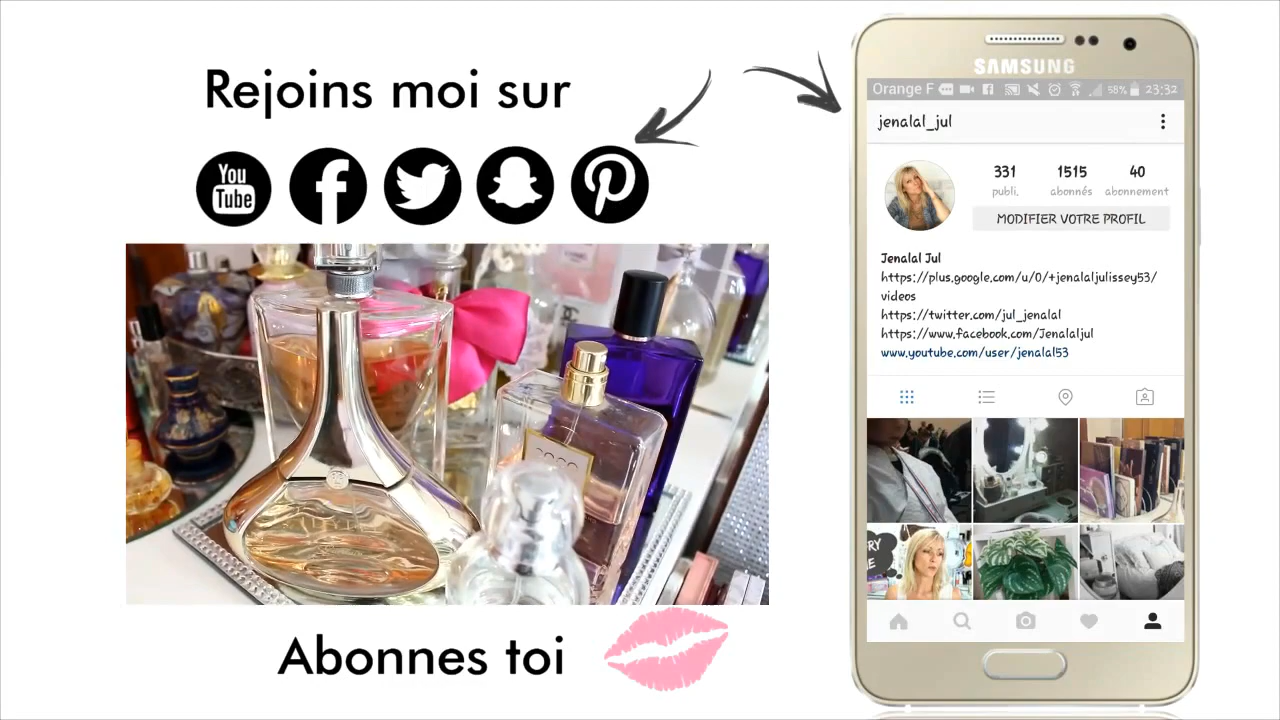 Rejoins moi sur
You
Tube
Abonnes toi
SAMSUNG
Orange F 58% 23:32
jenalal_jul
331 1515 40
publi. abonnés abonnement
MODIFIER VOTRE PROFIL
Jenalal Jul
https://plus.google.com/u/0/+jenalaljulissey53/
videos
https://twitter.com/jul_jenalal
https://www.facebook.com/Jenalaljul
www.youtube.com/user/jenalal53